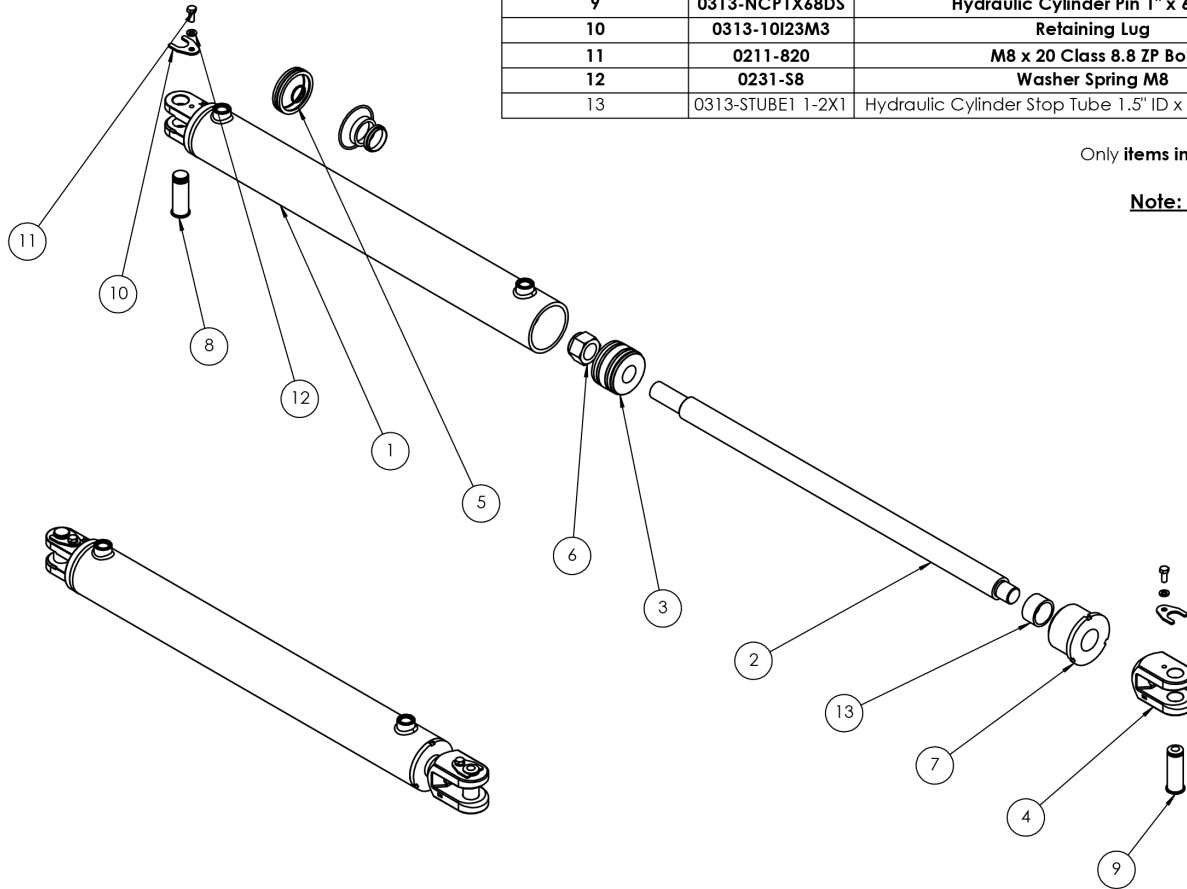 9 0313-NCP1X68DS Hydraulic Cylinder Pin 1" x
10 0313-10I23M3 Retaining Lug
11 0211-820 M8 x 20 Class 8.8 ZP
12 0231-S8 Washer Spring M8
13 0313-STUBE1 1-2X1 Hydraulic Cylinder Stop Tube 1.5" ID x
Only items in
Note:
11
10
8
12
1
5
6
3
2
13
7
4
9